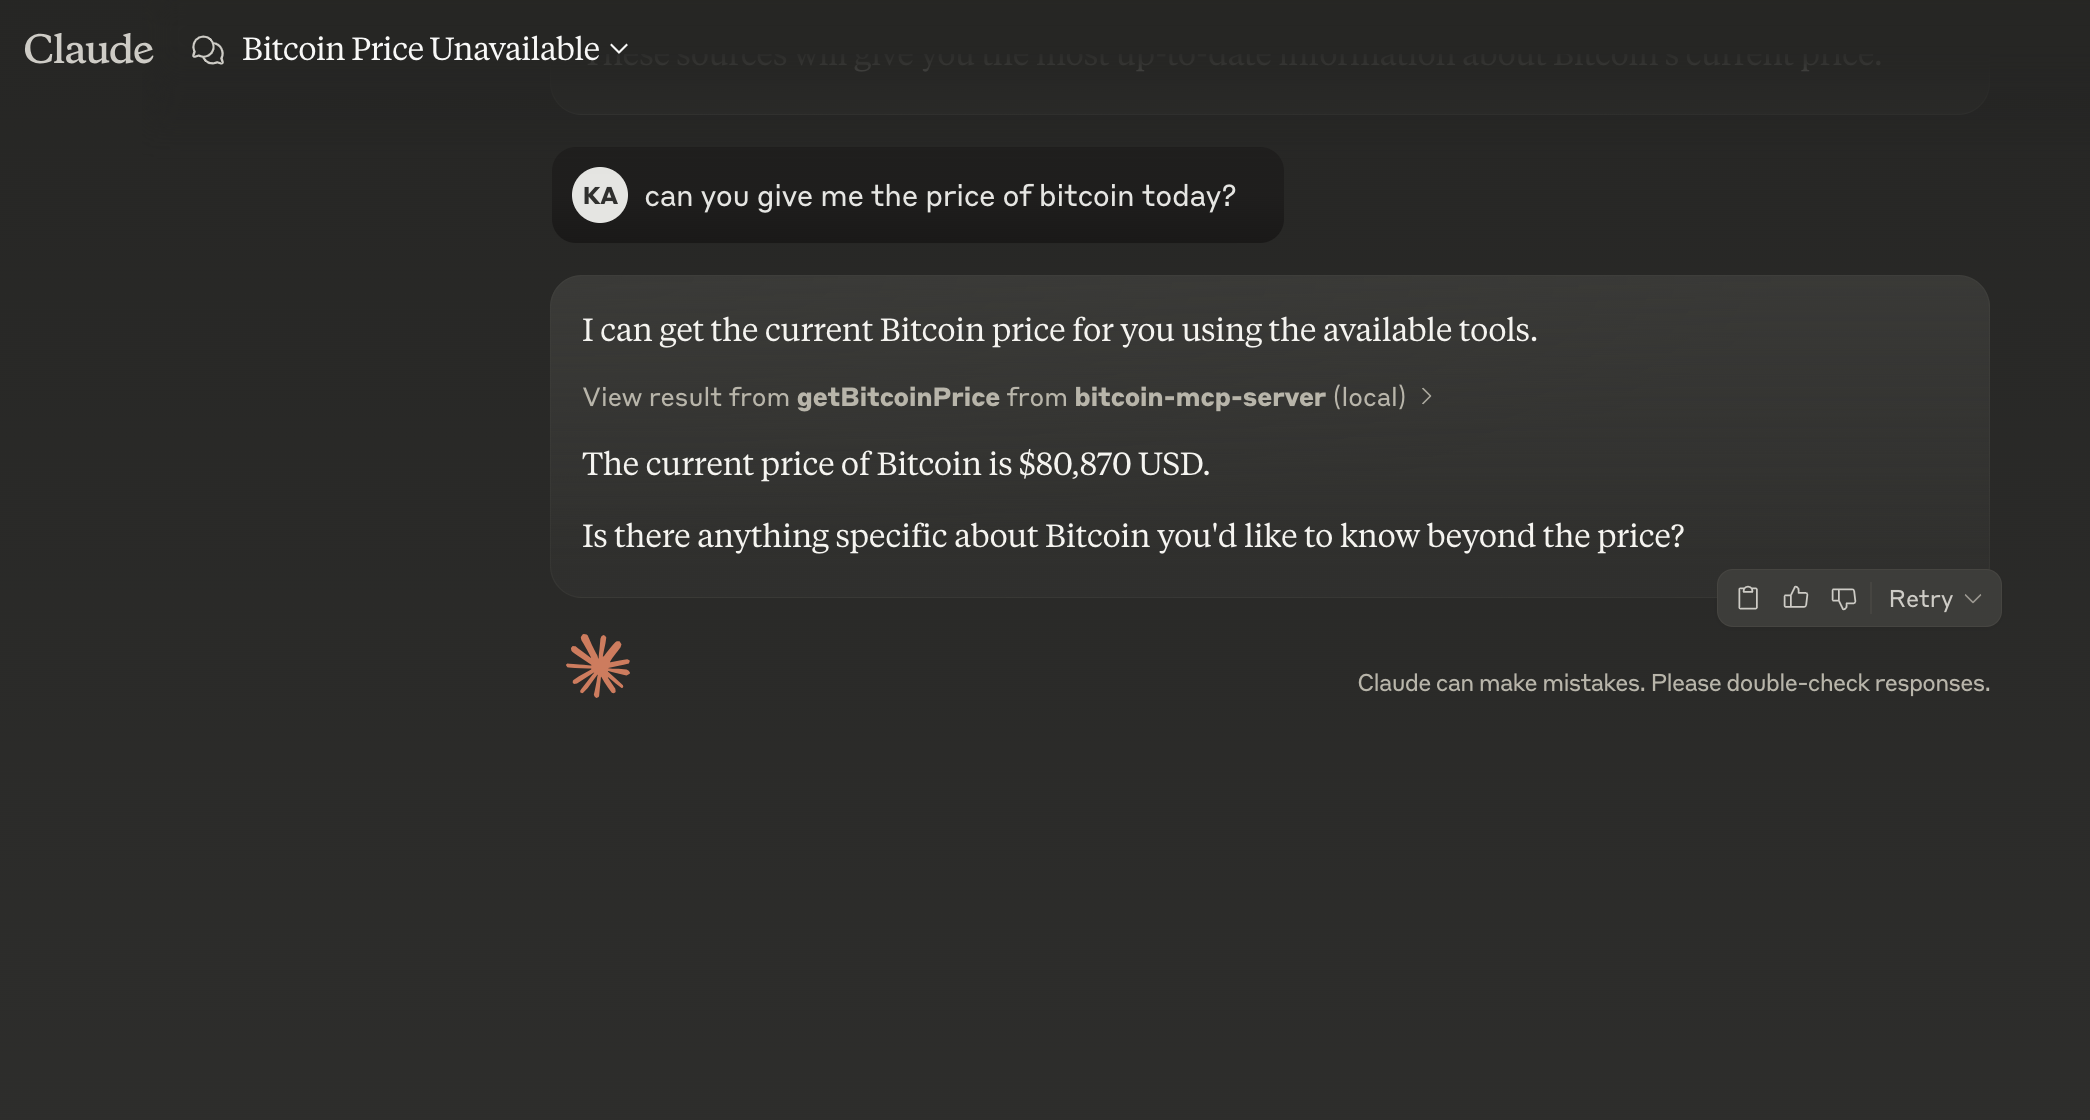 Claude
Bitcoin Price Unavailable
These sources will give you the most up-to-date information about Bitcoin's current price.
KA
can you give me the price of bitcoin today?
I can get the current Bitcoin price for you using the available tools.
View result from getBitcoinPrice from bitcoin-mcp-server (local)
The current price of Bitcoin is $80,870 USD.
Is there anything specific about Bitcoin you'd like to know beyond the price?
Retry
Claude can make mistakes. Please double-check responses.